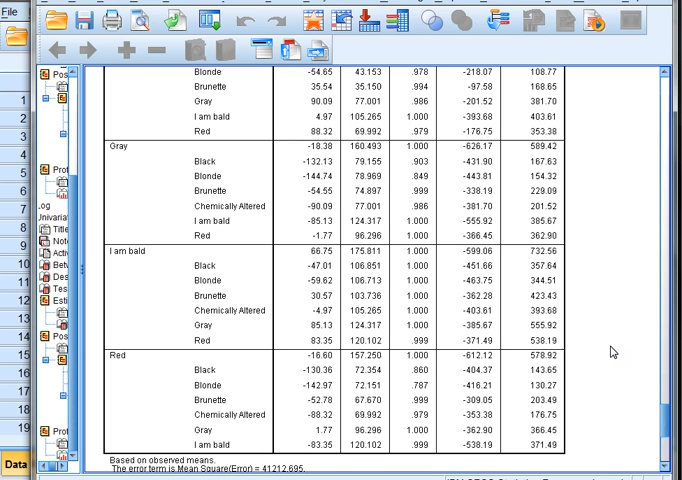 File
Blonde -54.65 43.153 .978 -218.07 108.77
Brunette 35.54 35.150 .994 -97.58 168.65
Gray 90.09 77.001 .986 -201.52 381.70
I am bald 4.97 105.265 1.000 -393.68 403.61
Red 88.32 69.992 .979 -176.75 353.38
Gray -18.38 160.493 1.000 -626.17 589.42
Black -132.13 79.155 .903 -431.90 167.63
Blonde -144.74 78.969 .849 -443.81 154.32
Brunette -54.55 74.897 .999 -338.19 229.09
Chemically Altered -90.09 77.001 .986 -381.70 201.52
I am bald -85.13 124.317 1.000 -555.92 385.67
Red -1.77 96.296 1.000 -366.45 362.90
I am bald 66.75 175.811 1.000 -599.06 732.56
Black -47.01 106.851 1.000 -451.66 357.64
Blonde -59.62 106.713 1.000 -463.75 344.51
Brunette 30.57 103.736 1.000 -362.28 423.43
Chemically Altered -4.97 105.265 1.000 -403.61 393.68
Gray 85.13 124.317 1.000 -385.67 555.92
Red 83.35 120.102 .999 -371.49 538.19
Red -16.60 157.250 1.000 -612.12 578.92
Black -130.36 72.354 .860 -404.37 143.65
Blonde -142.97 72.151 .787 -416.21 130.27
Brunette -52.78 67.670 .999 -309.05 203.49
Chemically Altered -88.32 69.992 .979 -353.38 176.75
Gray 1.77 96.296 1.000 -362.90 366.45
I am bald -83.35 120.102 .999 -538.19 371.49
Based on observed means.
The error term is Mean Square(Error) = 41212.695.
Pos
Prof
.og
Jnivariat
Title
Note
Activ
Betv
Des
Tes
Esti
Pos
Prof
1
2
3
4
5
6
7
8
9
10
11
12
13
14
15
16
17
18
19
Data